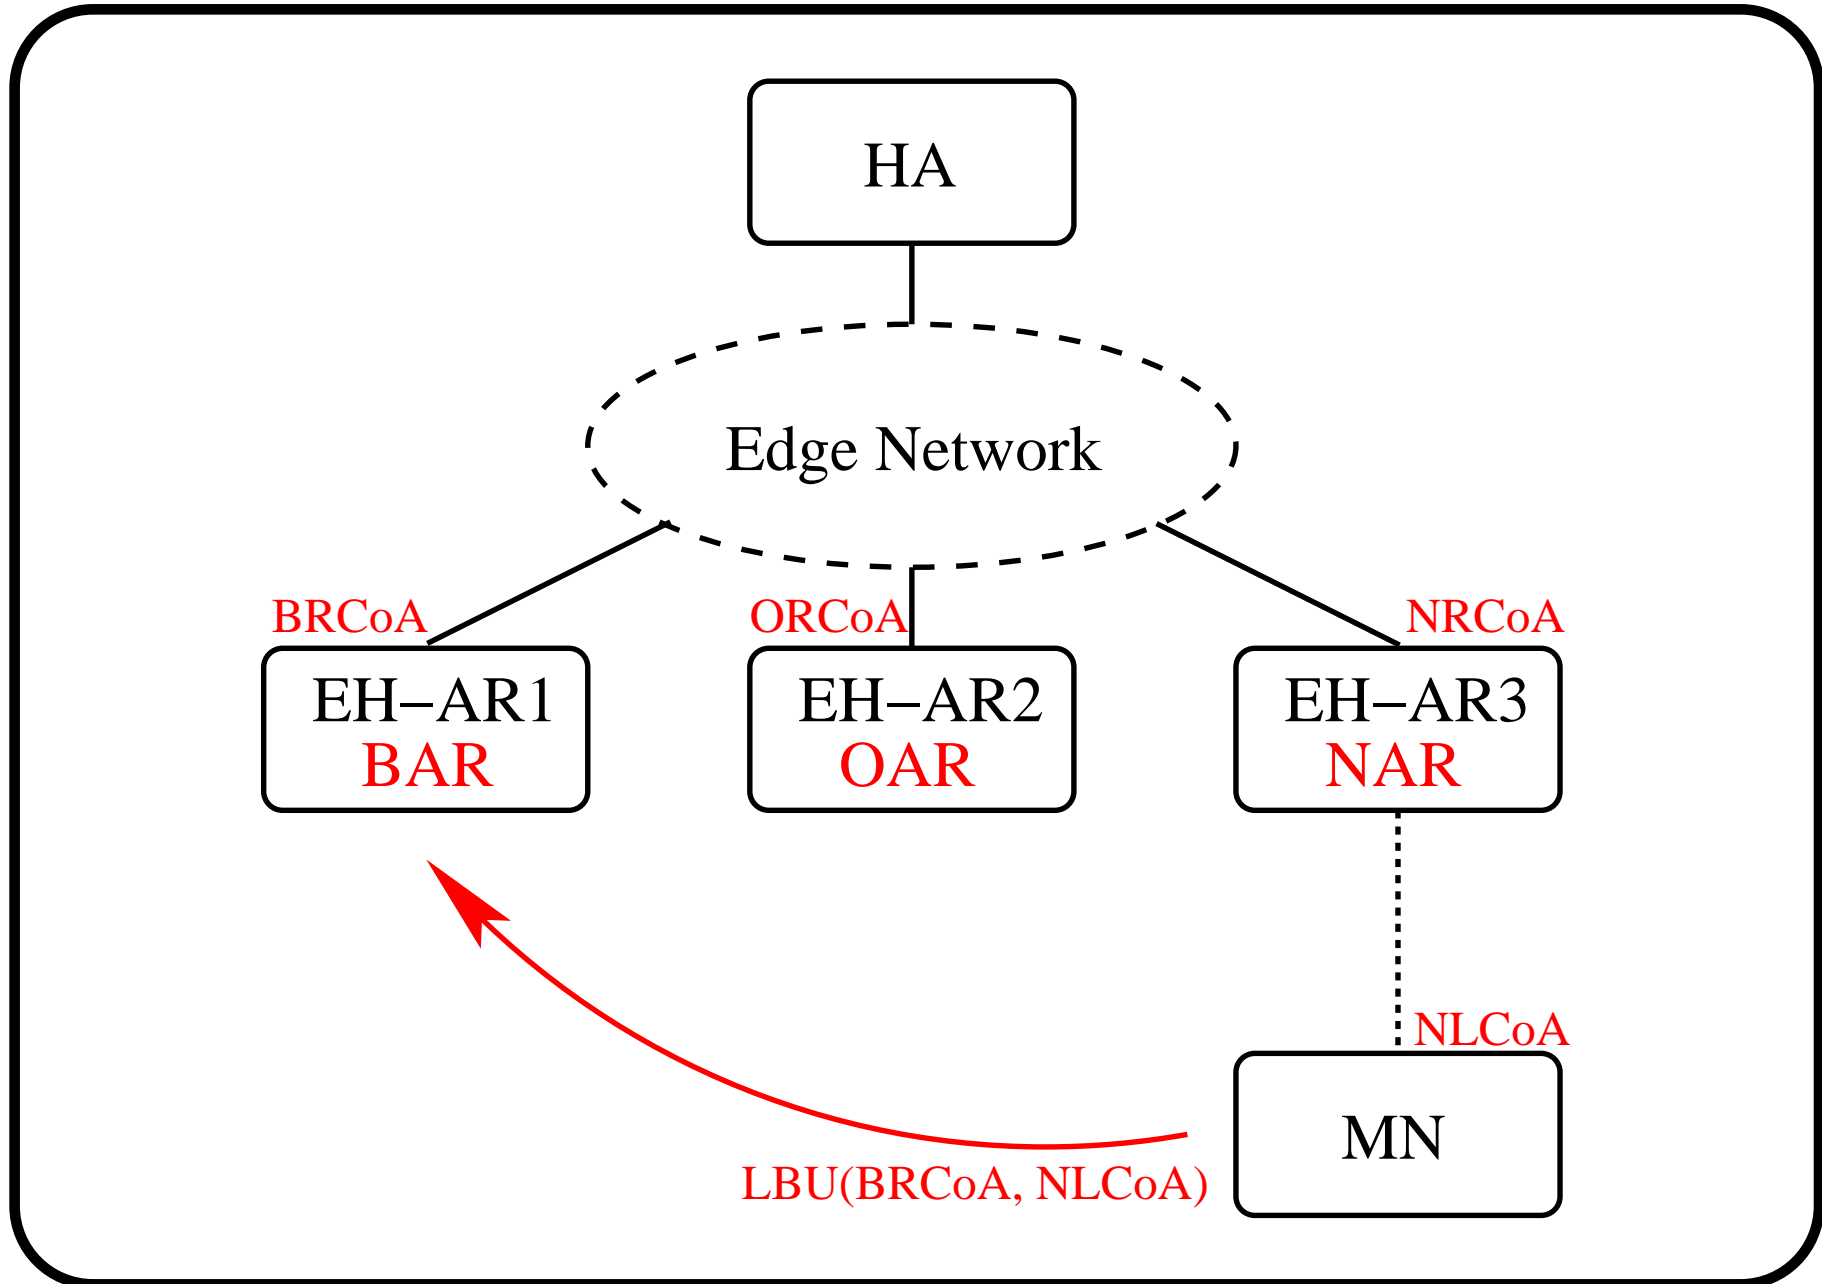 HA
Edge Network
BRCoA
ORCoA
NRCoA
EH−AR1
BAR
EH−AR2
OAR
EH−AR3
NAR
NLCoA
MN
LBU(BRCoA, NLCoA)